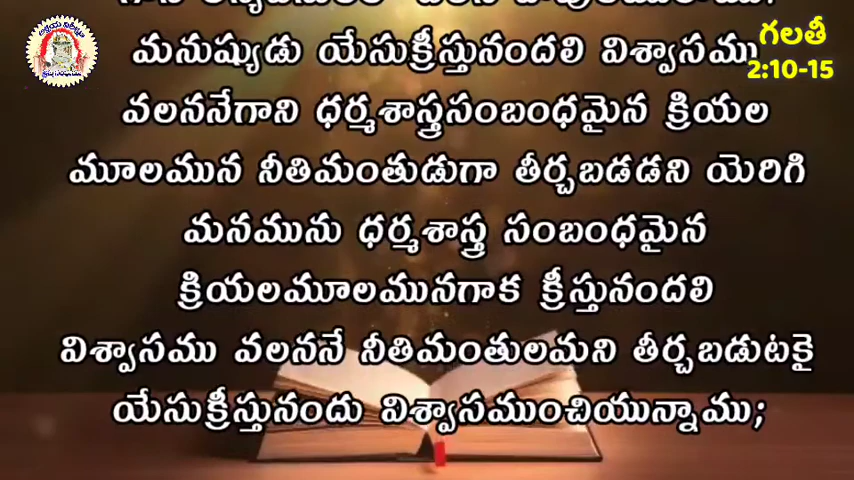 గలతీ
2:10-15
మనుష్యుడు యేసుక్రీస్తునందలి విశ్వాసము
వలననేగాని ధర్మశాస్త్రసంబంధమైన క్రియల
మూలమున నీతిమంతుడుగా తీర్చబడడని యెరిగి
మనమును ధర్మశాస్త్ర సంబంధమైన
క్రియలమూలమునగాక క్రీస్తునందలి
విశ్వాసము వలననే నీతిమంతులమని తీర్చబడుటకై
యేసుక్రీస్తునందు విశ్వాసముంచియున్నాము;